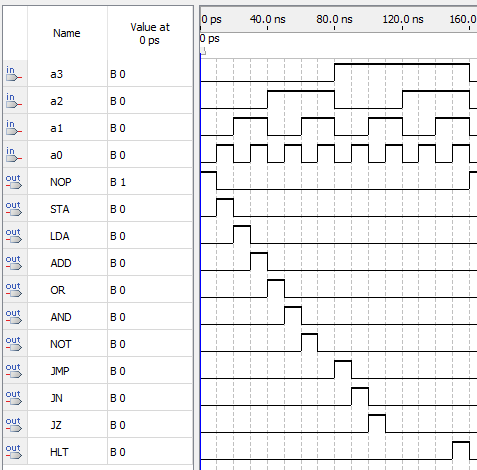 Name
Value at
0 ps
0 ps
40.0 ns
80.0 ns
120.0 ns
160.0
0 ps
in a3 B 0
in a2 B 0
in a1 B 0
in a0 B 0
out NOP B 1
out STA B 0
out LDA B 0
out ADD B 0
out OR B 0
out AND B 0
out NOT B 0
out JMP B 0
out JN B 0
out JZ B 0
out HLT B 0